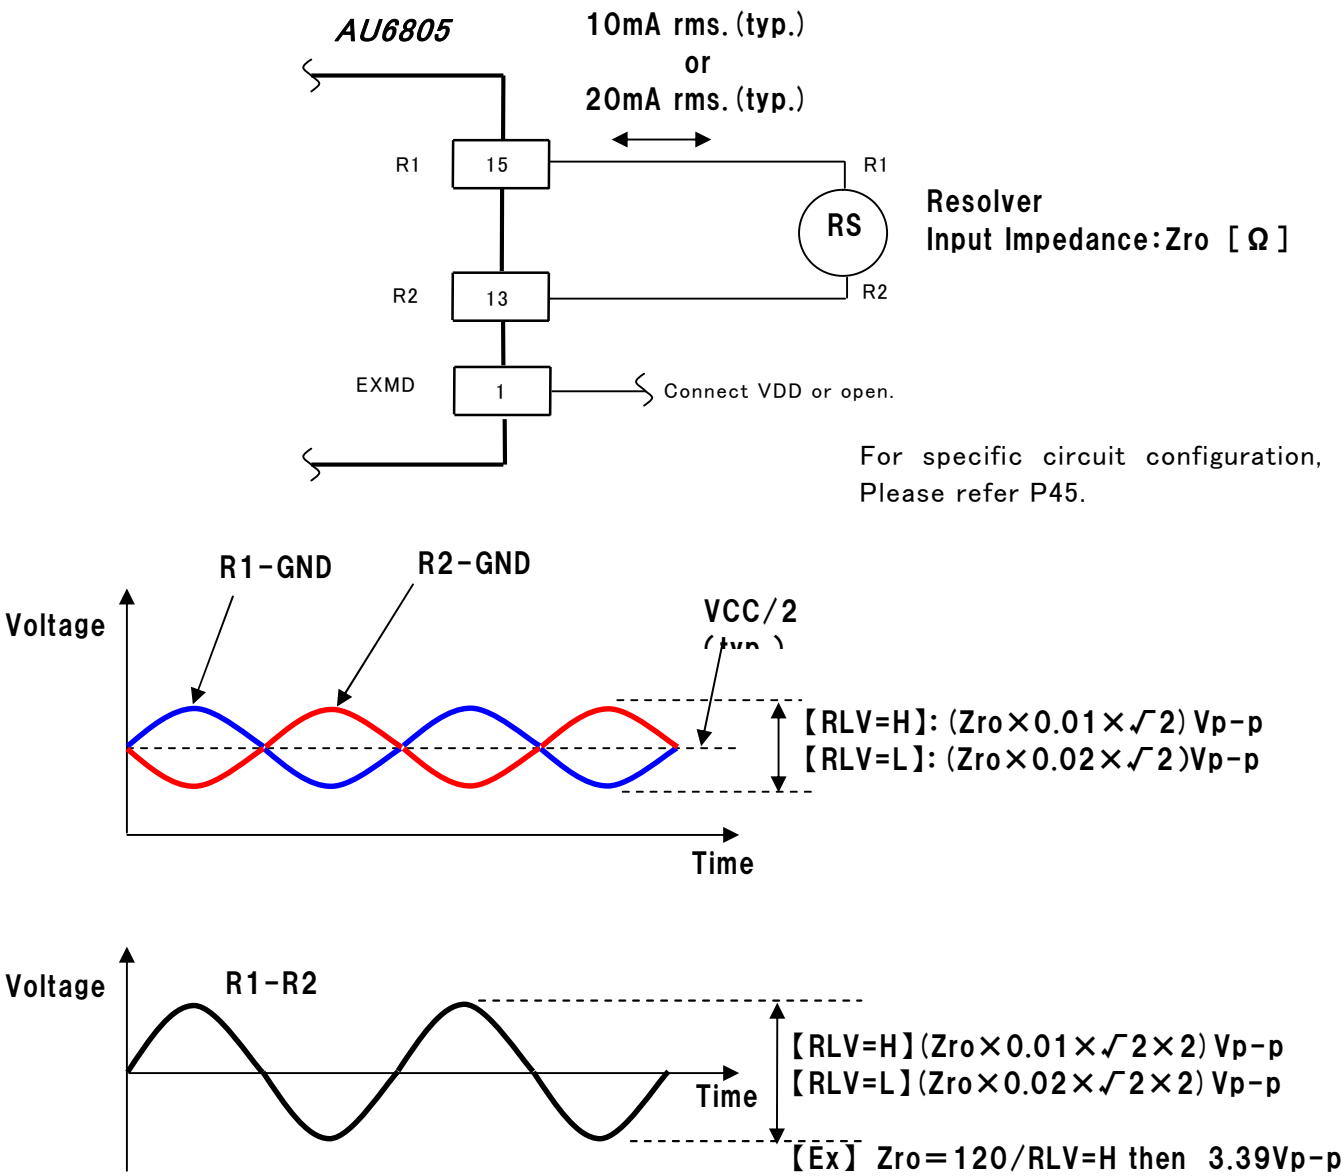 AU6805
10mA rms.(typ.)
or
20mA rms.(typ.)
R1
15
R1
RS
Resolver
Input Impedance:Zro [Ω]
R2
13
R2
EXMD
1
Connect VDD or open.
For specific circuit configuration,
Please refer P45.
R1-GND
R2-GND
Voltage
VCC/2
(typ.)
【RLV=H】:(Zro×0.01×√2)Vp-p
【RLV=L】:(Zro×0.02×√2)Vp-p
Time
Voltage
R1-R2
【RLV=H】(Zro×0.01×√2×2)Vp-p
【RLV=L】(Zro×0.02×√2×2)Vp-p
Time
【Ex】 Zro=120/RLV=H then 3.39Vp-p